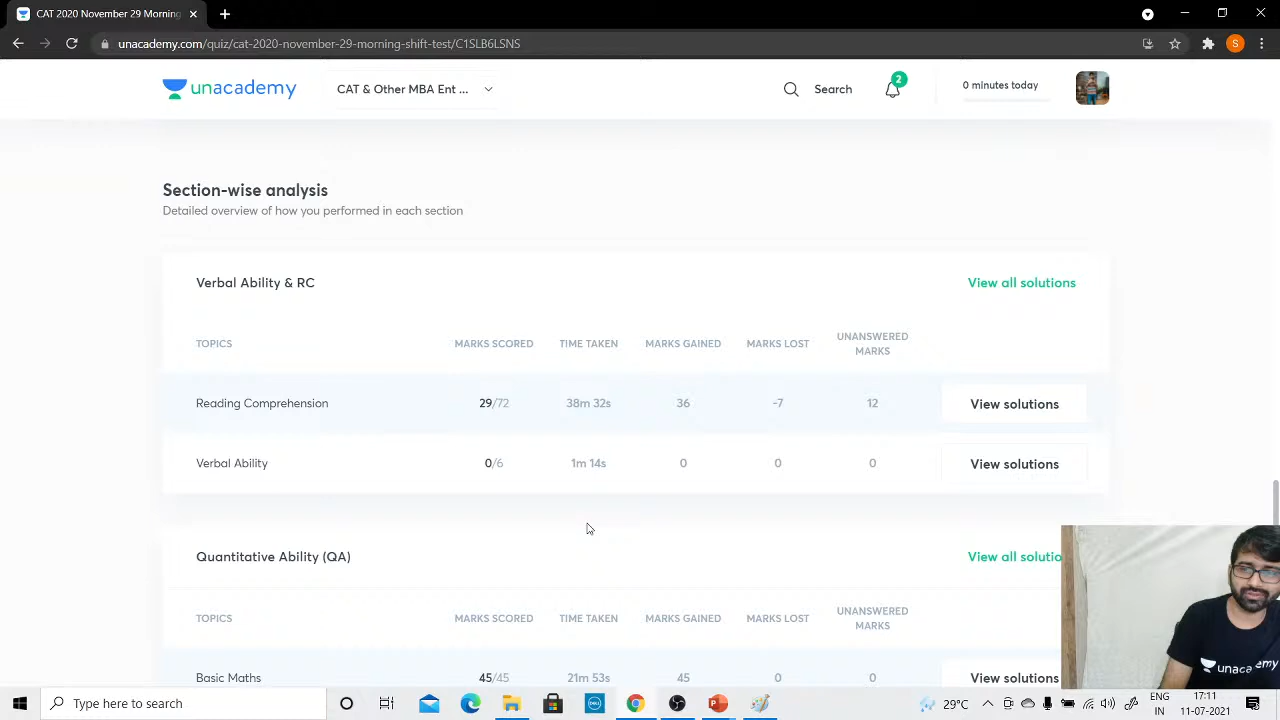 CAT 2020 November 29 Morning
unacademy.com/quiz/cat-2020-november-29-morning-shift-test/C1SLB6LSNS
S
unacademy
CAT & Other MBA Ent ...
Search
2
0 minutes today
Section-wise analysis
Detailed overview of how you performed in each section
Verbal Ability & RC
View all solutions
TOPICS MARKS SCORED TIME TAKEN MARKS GAINED MARKS LOST UNANSWERED MARKS
Reading Comprehension 29/72 38m 32s 36 -7 12 View solutions
Verbal Ability 0/6 1m 14s 0 0 0 View solutions
Quantitative Ability (QA)
View all solutio
TOPICS MARKS SCORED TIME TAKEN MARKS GAINED MARKS LOST UNANSWERED MARKS
Basic Maths 45/45 21m 53s 45 0 0 View solutions
unacademy
Type here to search
DELL
29°C
ENG
IN
17:11
11-07-2021